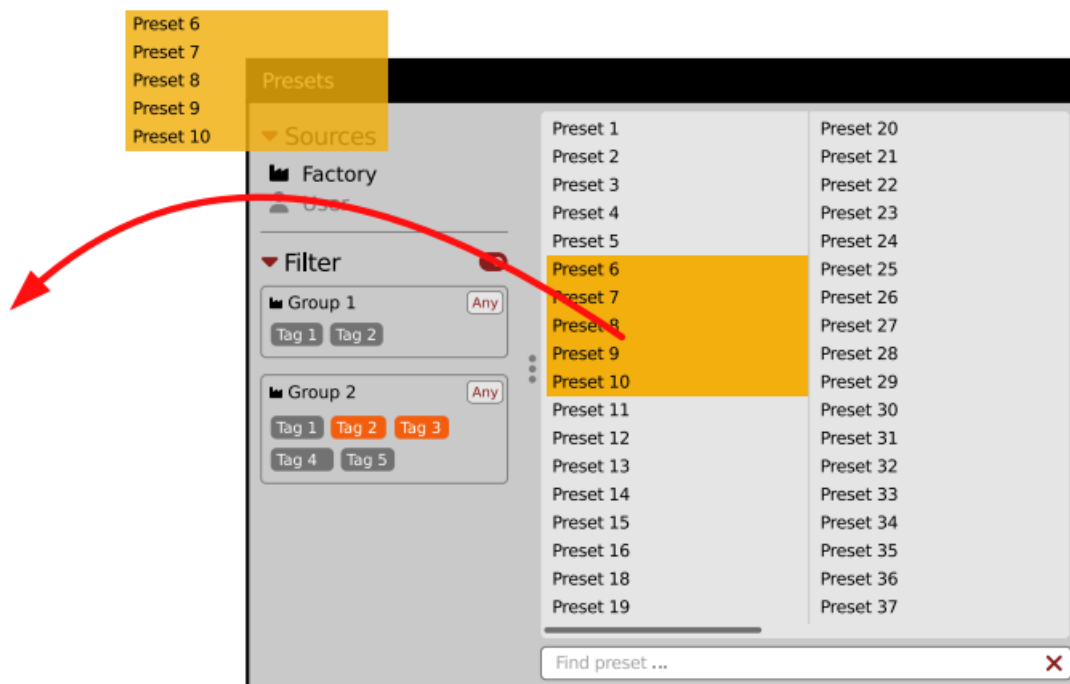 Preset 6
Preset 7
Preset 8
Preset 9
Preset 10
Presets
Sources
Factory
User
Filter
Group 1
Any
Tag 1 Tag 2
Group 2
Any
Tag 1 Tag 2 Tag 3
Tag 4 Tag 5
Preset 1
Preset 2
Preset 3
Preset 4
Preset 5
Preset 6
Preset 7
Preset 8
Preset 9
Preset 10
Preset 11
Preset 12
Preset 13
Preset 14
Preset 15
Preset 16
Preset 18
Preset 19
Preset 20
Preset 21
Preset 22
Preset 23
Preset 24
Preset 25
Preset 26
Preset 27
Preset 28
Preset 29
Preset 30
Preset 31
Preset 32
Preset 33
Preset 34
Preset 35
Preset 36
Preset 37
Find preset ...